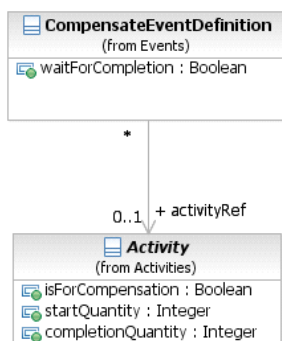 CompensateEventDefinition
(from Events)
waitForCompletion : Boolean
*
0..1 + activityRef
Activity
(from Activities)
isForCompensation : Boolean
startQuantity : Integer
completionQuantity : Integer